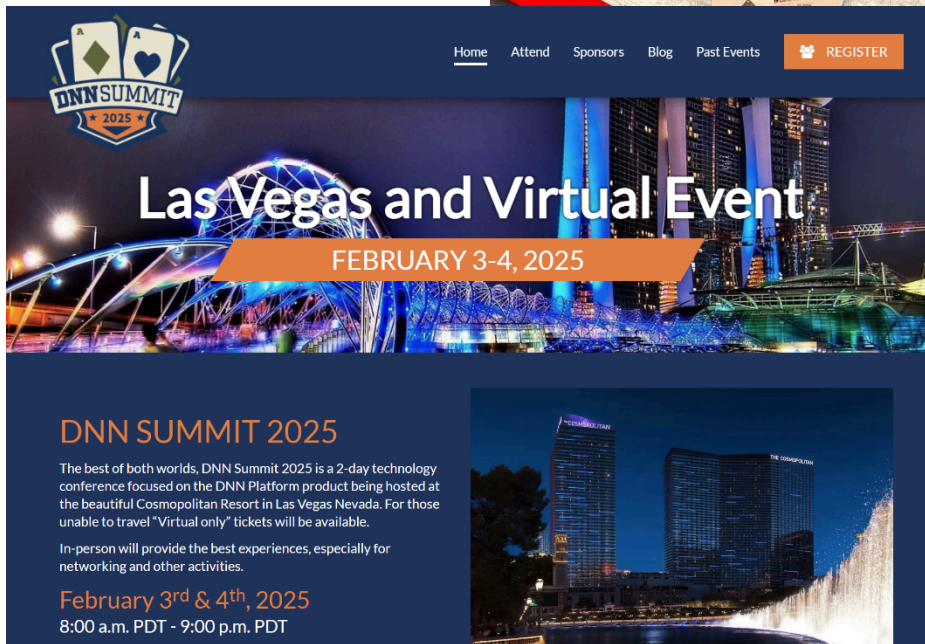 A
A
DNNSUMMIT
2025
Home Attend Sponsors Blog Past Events REGISTER
Las Vegas and Virtual Event
FEBRUARY 3-4, 2025
DNN SUMMIT 2025
The best of both worlds, DNN Summit 2025 is a 2-day technology
conference focused on the DNN Platform product being hosted at
the beautiful Cosmopolitan Resort in Las Vegas Nevada. For those
unable to travel “Virtual only” tickets will be available.
In-person will provide the best experiences, especially for
networking and other activities.
February 3rd & 4th, 2025
8:00 a.m. PDT - 9:00 p.m. PDT
THE COSMOPOLITAN
THE COSMOPOLITAN